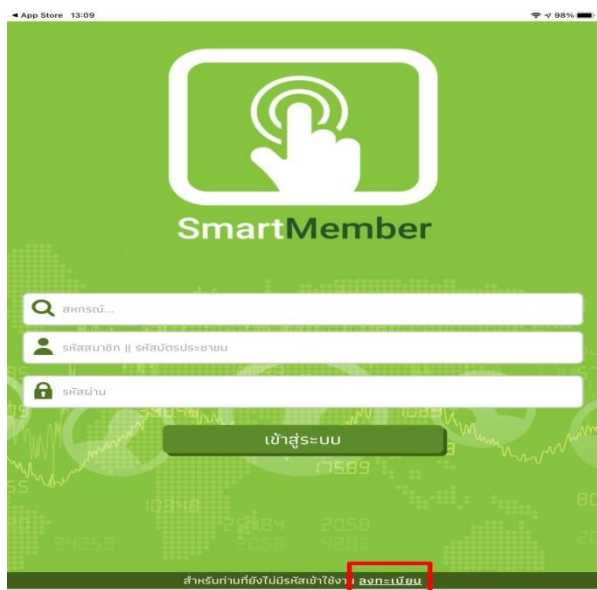 ◄ App Store 13:09 98%
SmartMember
สหกรณ์...
รหัสสมาชิก || รหัสบัตรประชาชน
รหัสผ่าน
เข้าสู่ระบบ
สำหรับท่านที่ยังไม่มีรหัสเข้าใช้งาน ลงทะเบียน